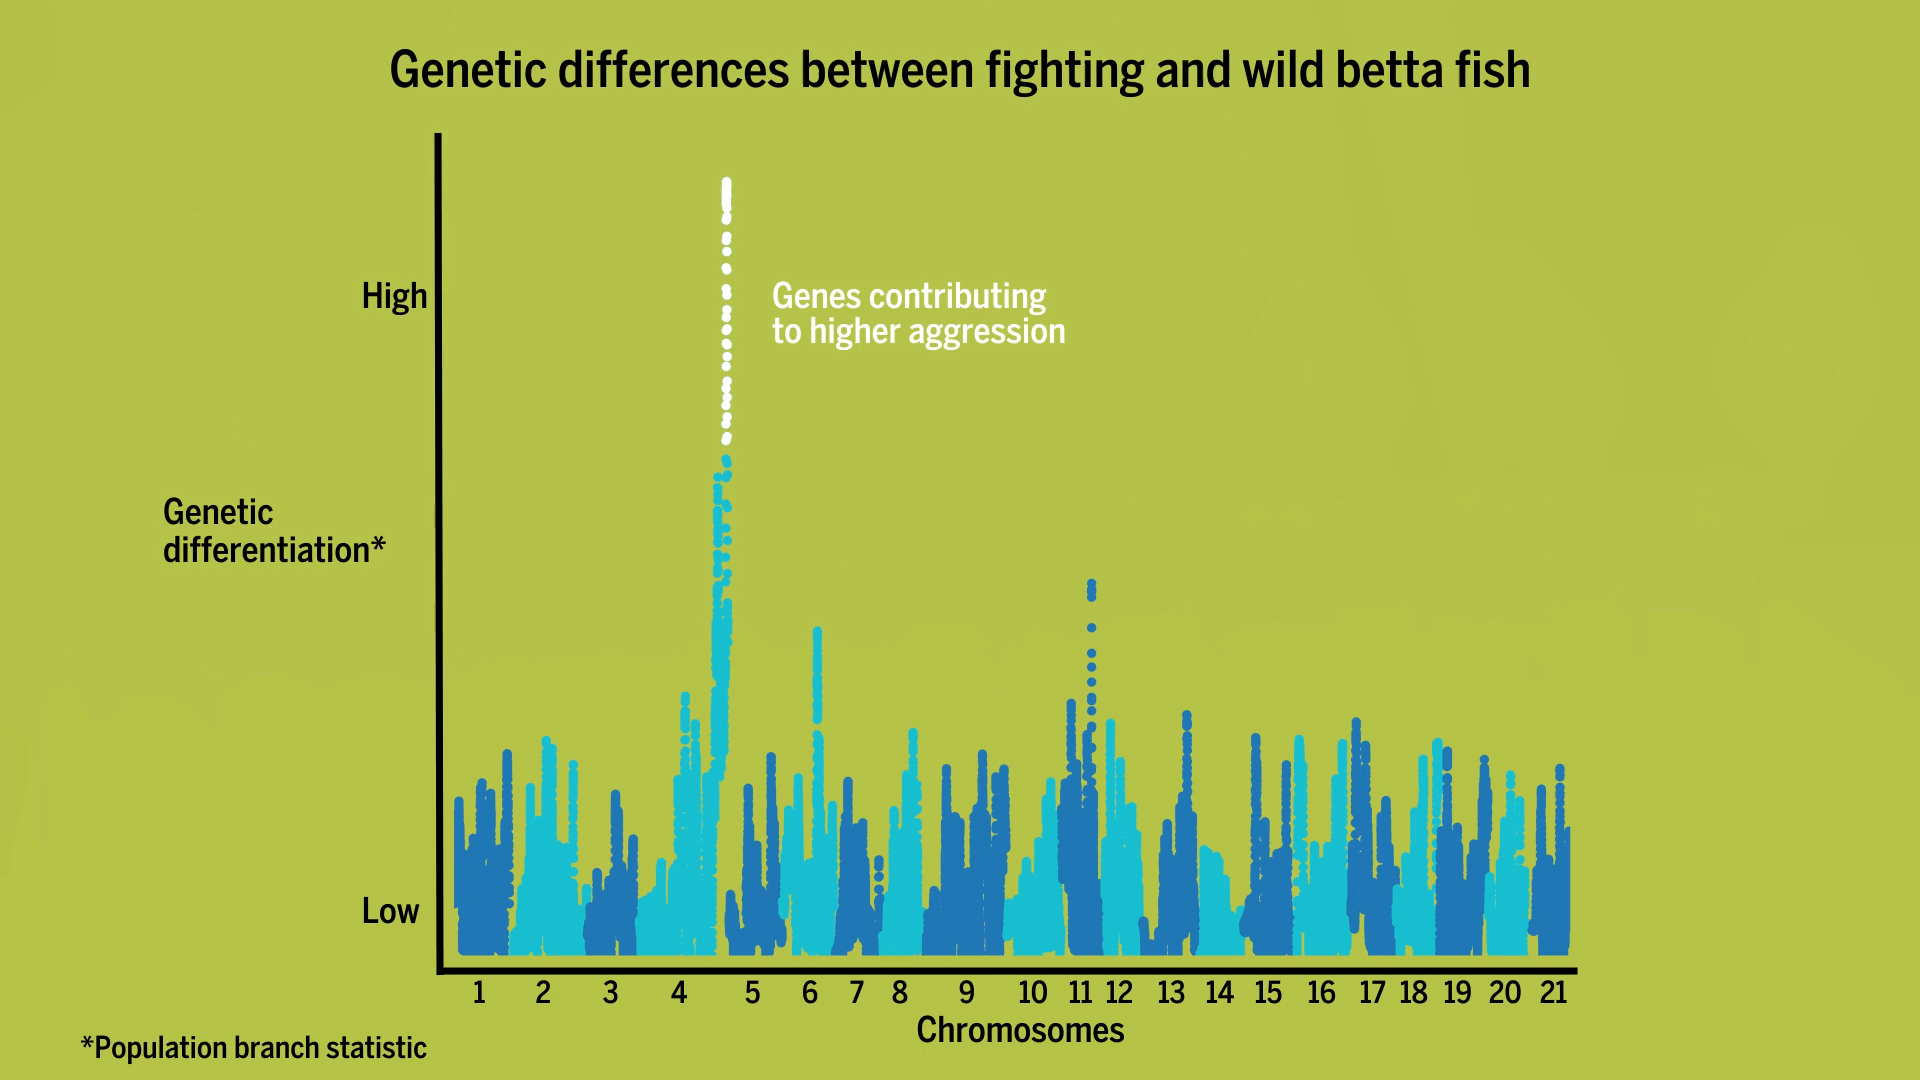 Genetic differences between fighting and wild betta fish
High
Genes contributing
to higher aggression
Genetic
differentiation*
Low
1 2 3 4 5 6 7 8 9 10 11 12 13 14 15 16 17 18 19 20 21
Chromosomes
*Population branch statistic